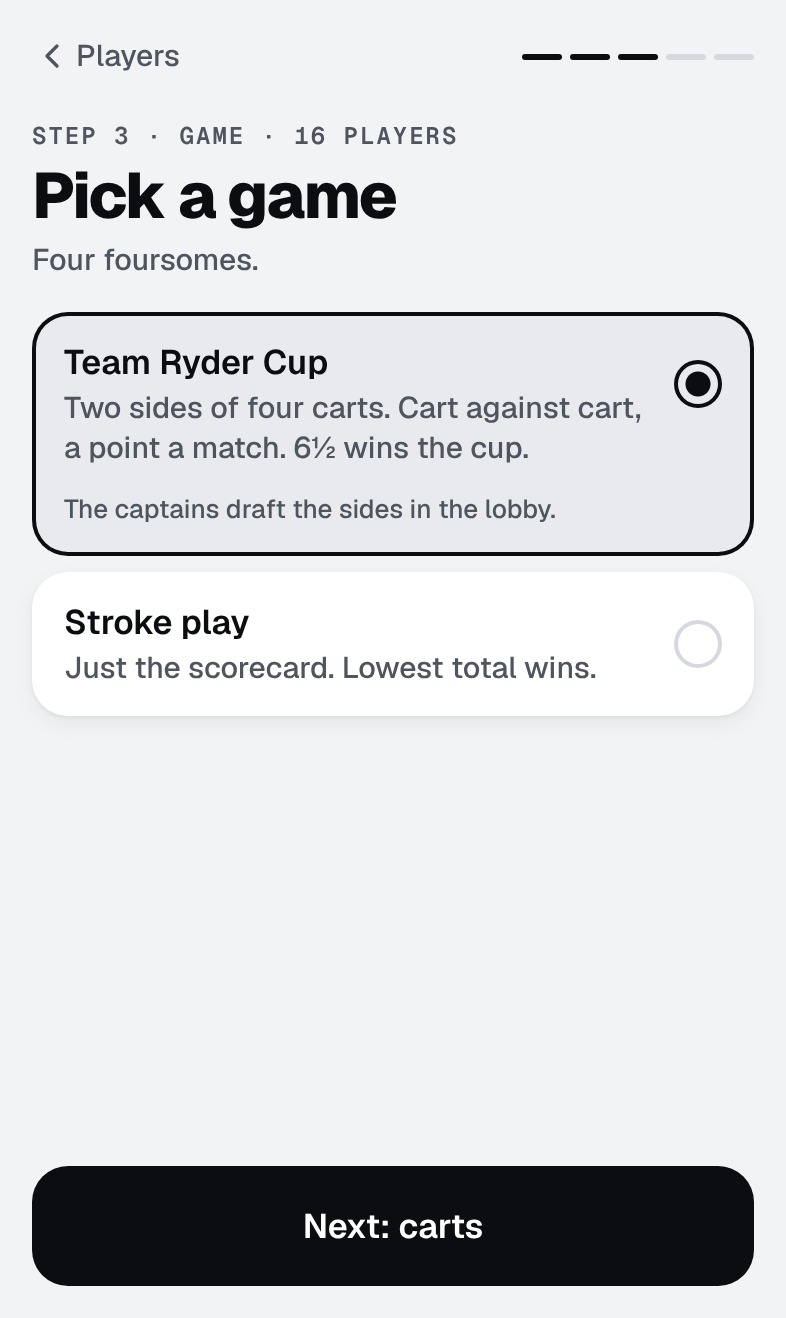 Players
STEP 3 · GAME · 16 PLAYERS
Pick a game
Four foursomes.
Team Ryder Cup
Two sides of four carts. Cart against cart,
a point a match. 6½ wins the cup.
The captains draft the sides in the lobby.
Stroke play
Just the scorecard. Lowest total wins.
Next: carts